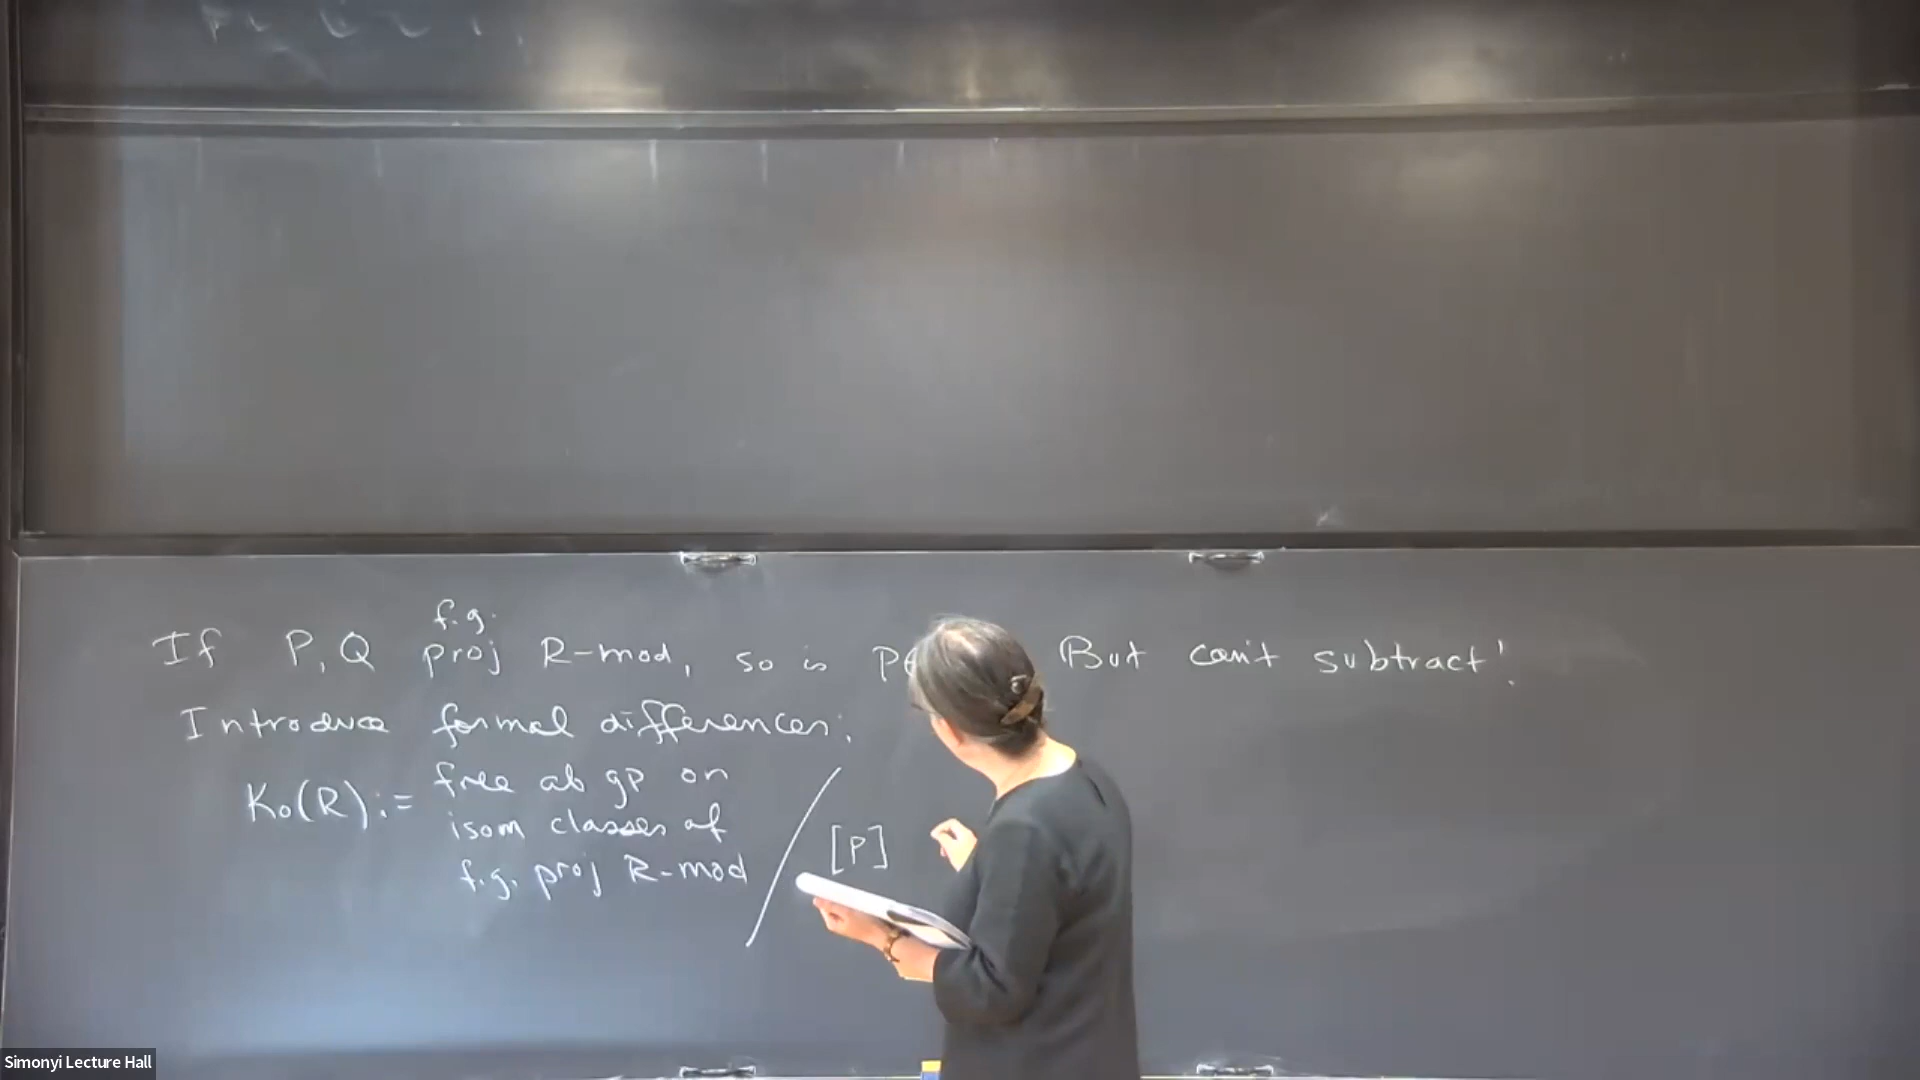 If P, Q f.g. proj R-mod, so is P But can't subtract!
Introduce formal differences:
K₀(R) := free ab gp on
isom classes of
f.g. proj R-mod / [P]
Simonyi Lecture Hall